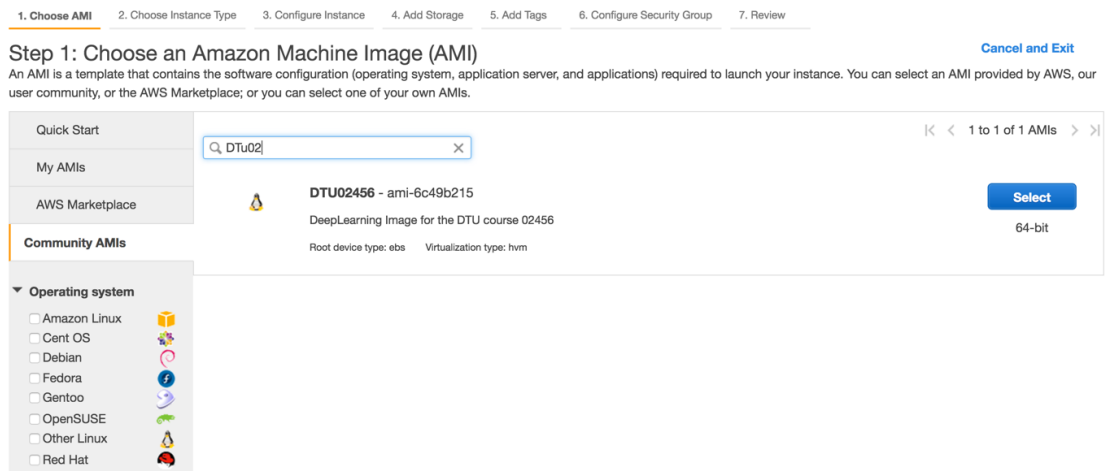 1. Choose AMI 2. Choose Instance Type 3. Configure Instance 4. Add Storage 5. Add Tags 6. Configure Security Group 7. Review
Step 1: Choose an Amazon Machine Image (AMI)
Cancel and Exit
An AMI is a template that contains the software configuration (operating system, application server, and applications) required to launch your instance. You can select an AMI provided by AWS, our
user community, or the AWS Marketplace; or you can select one of your own AMIs.
Quick Start
My AMIs
AWS Marketplace
Community AMIs
Operating system
Amazon Linux
Cent OS
Debian
Fedora
Gentoo
OpenSUSE
Other Linux
Red Hat
DTu02
1 to 1 of 1 AMIs
DTU02456 - ami-6c49b215
DeepLearning Image for the DTU course 02456
Root device type: ebs Virtualization type: hvm
Select
64-bit